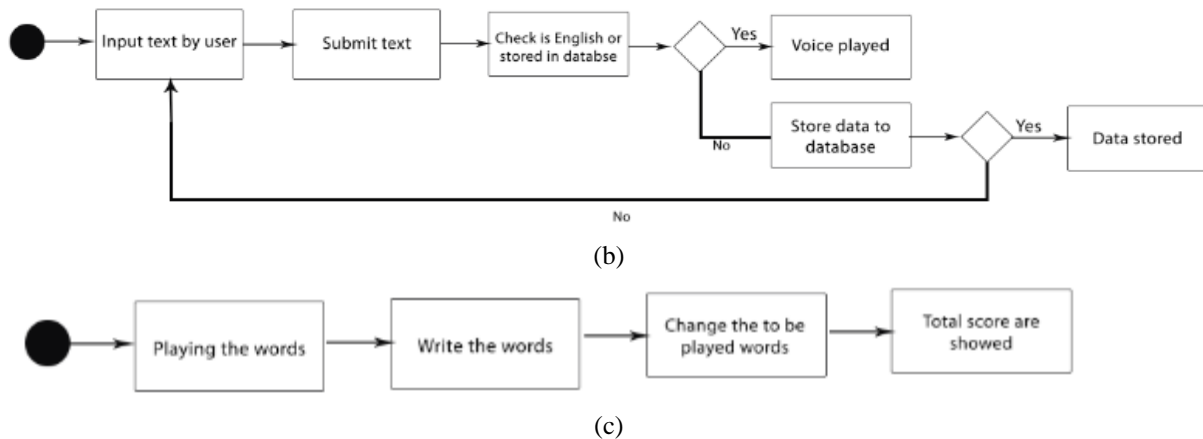 Input text by user
Submit text
Check is English or
stored in databse
Yes
Voice played
No
Store data to
database
Yes
Data stored
No
(b)
Playing the words
Write the words
Change the to be
played words
Total score are
showed
(c)